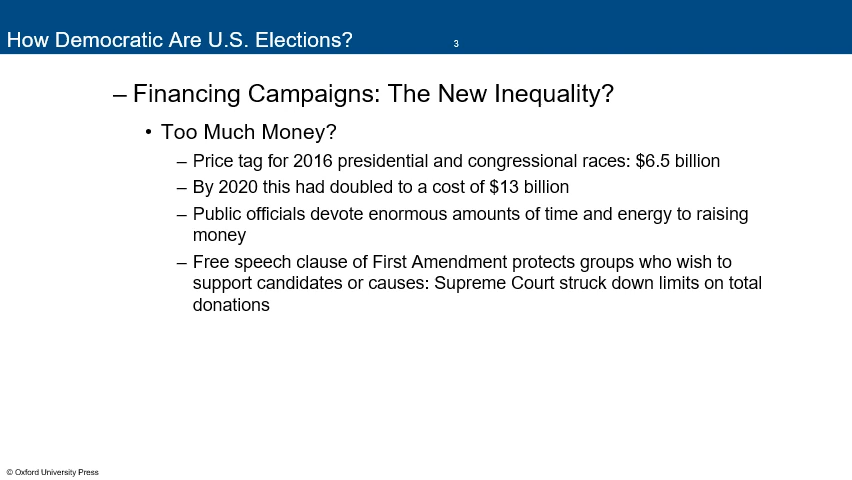 How Democratic Are U.S. Elections?
3
– Financing Campaigns: The New Inequality?
• Too Much Money?
– Price tag for 2016 presidential and congressional races: $6.5 billion
– By 2020 this had doubled to a cost of $13 billion
– Public officials devote enormous amounts of time and energy to raising
money
– Free speech clause of First Amendment protects groups who wish to
support candidates or causes: Supreme Court struck down limits on total
donations
© Oxford University Press